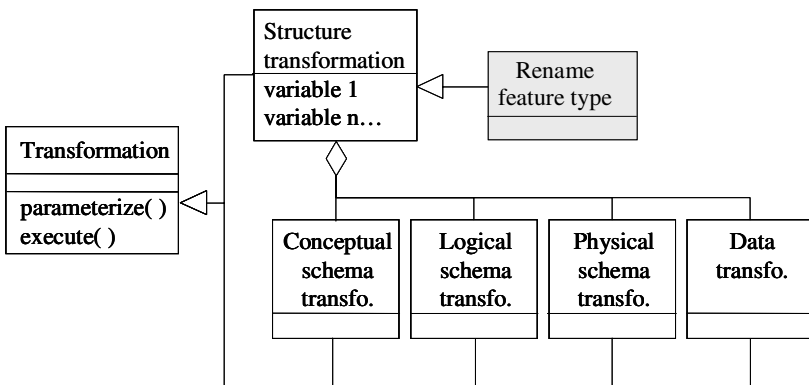 Structure
transformation
variable 1
variable n...
Rename
feature type
Transformation
parameterize( )
execute( )
Conceptual
schema
transfo.
Logical
schema
transfo.
Physical
schema
transfo.
Data
transfo.